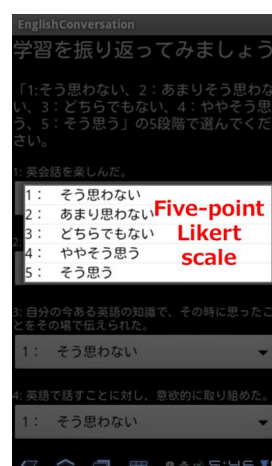 EnglishConversation
学習を振り返ってみましょう
「1:そう思わない、2:あまりそう思わな
い、3:どちらでもない、4:ややそう思
う、5:そう思う」の5段階で選んでくだ
さい。
1: 英会話を楽しんだ。
1: そう思わない
2: あまり思わない
3: どちらでもない
4: ややそう思う
5: そう思う
Five-point
Likert
scale
2:
3: 自分の今ある英語の知識で、その時に思ったこ
とをその場で伝えられた。
1: そう思わない
4: 英語で話すことに対し、意欲的に取り組めた。
1: そう思わない